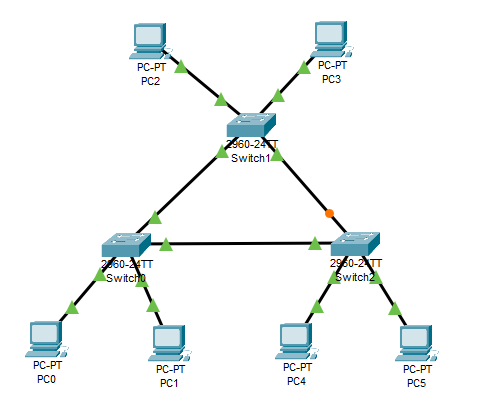 PC-PT
PC2
PC-PT
PC3
2960-24TT
Switch1
2960-24TT
Switch0
2960-24TT
Switch2
PC-PT
PC0
PC-PT
PC1
PC-PT
PC4
PC-PT
PC5